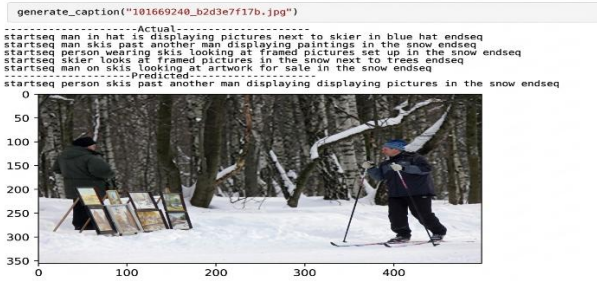 generate_caption("101669240_b2d3e7f17b.jpg")
---------------------Actual---------------------
startseq man in hat is displaying pictures next to skier in blue hat endseq
startseq man skis past another man displaying paintings in the snow endseq
startseq person wearing skis looking at framed pictures set up in the snow endseq
startseq skier looks at framed pictures in the snow next to trees endseq
startseq man on skis looking at artwork for sale in the snow endseq
--------------------Predicted--------------------
startseq person skis past another man displaying displaying pictures in the snow endseq
0
50
100
150
200
250
300
350
0 100 200 300 400